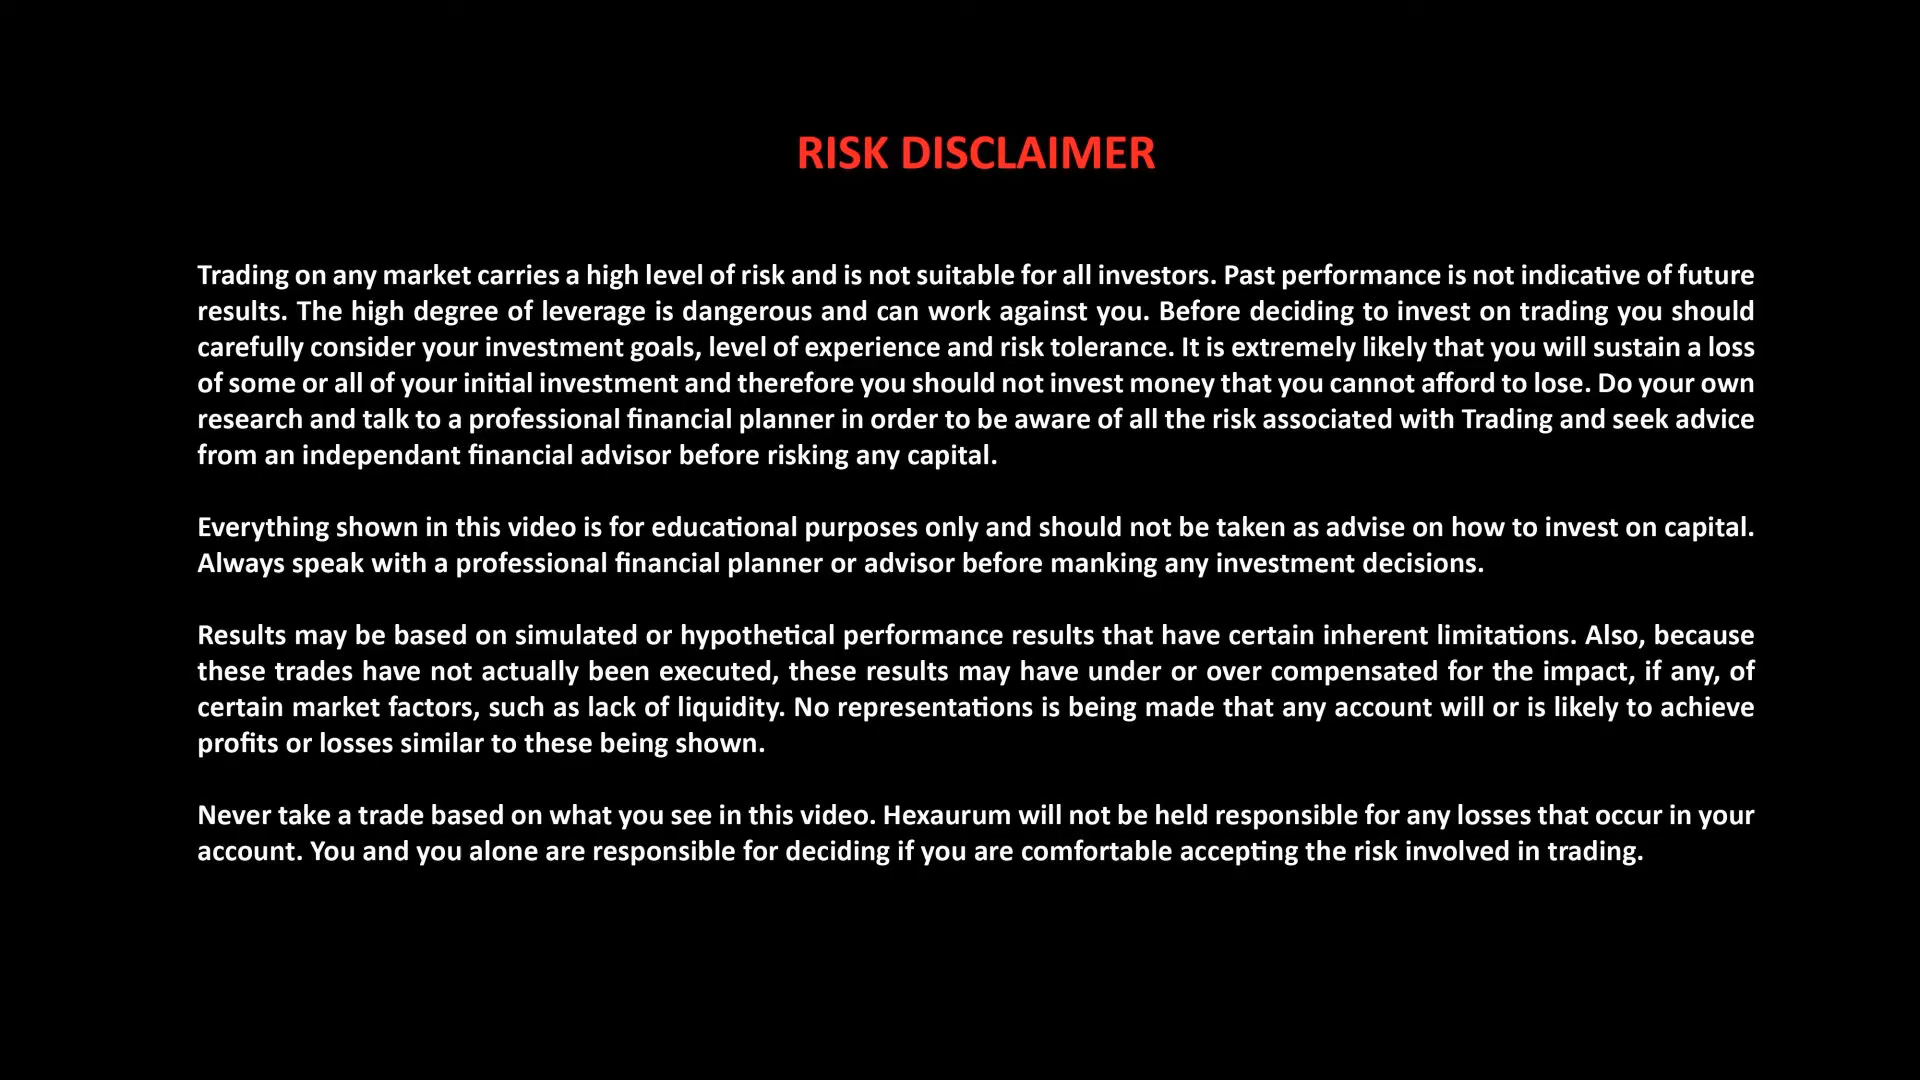 RISK DISCLAIMER
Trading on any market carries a high level of risk and is not suitable for all investors. Past performance is not indicative of future
results. The high degree of leverage is dangerous and can work against you. Before deciding to invest on trading you should
carefully consider your investment goals, level of experience and risk tolerance. It is extremely likely that you will sustain a loss
of some or all of your initial investment and therefore you should not invest money that you cannot afford to lose. Do your own
research and talk to a professional financial planner in order to be aware of all the risk associated with Trading and seek advice
from an independant financial advisor before risking any capital.
Everything shown in this video is for educational purposes only and should not be taken as advise on how to invest on capital.
Always speak with a professional financial planner or advisor before manking any investment decisions.
Results may be based on simulated or hypothetical performance results that have certain inherent limitations. Also, because
these trades have not actually been executed, these results may have under or over compensated for the impact, if any, of
certain market factors, such as lack of liquidity. No representations is being made that any account will or is likely to achieve
profits or losses similar to these being shown.
Never take a trade based on what you see in this video. Hexaurum will not be held responsible for any losses that occur in your
account. You and you alone are responsible for deciding if you are comfortable accepting the risk involved in trading.